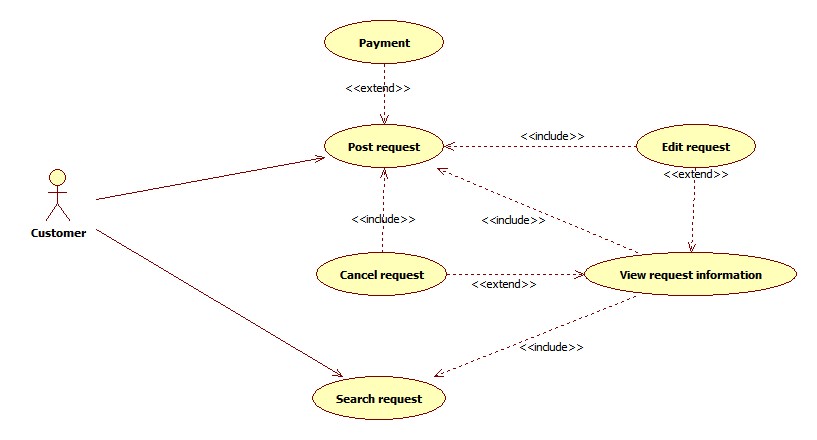 Payment
<<extend>>
Post request
<<include>>
Edit request
<<extend>>
<<include>>
<<include>>
Customer
Cancel request
<<extend>>
View request information
<<include>>
Search request